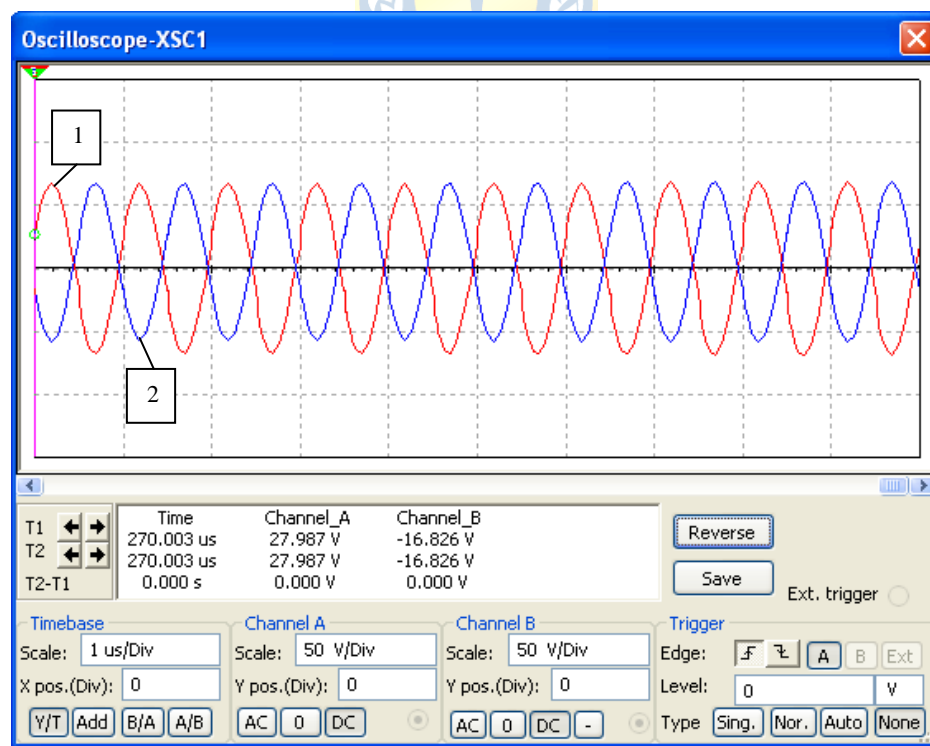 Oscilloscope-XSC1
1
2
T1
T2
T2-T1
Time Channel_A Channel_B
270.003 us 27.987 V -16.826 V
270.003 us 27.987 V -16.826 V
0.000 s 0.000 V 0.000 V
Reverse
Save
Ext. trigger
Timebase
Scale: 1 us/Div
X pos.(Div): 0
Y/T Add B/A A/B
Channel A
Scale: 50 V/Div
Y pos.(Div): 0
AC 0 DC
Channel B
Scale: 50 V/Div
Y pos.(Div): 0
AC 0 DC -
Trigger
Edge: A B Ext
Level: 0 V
Type Sing. Nor. Auto None